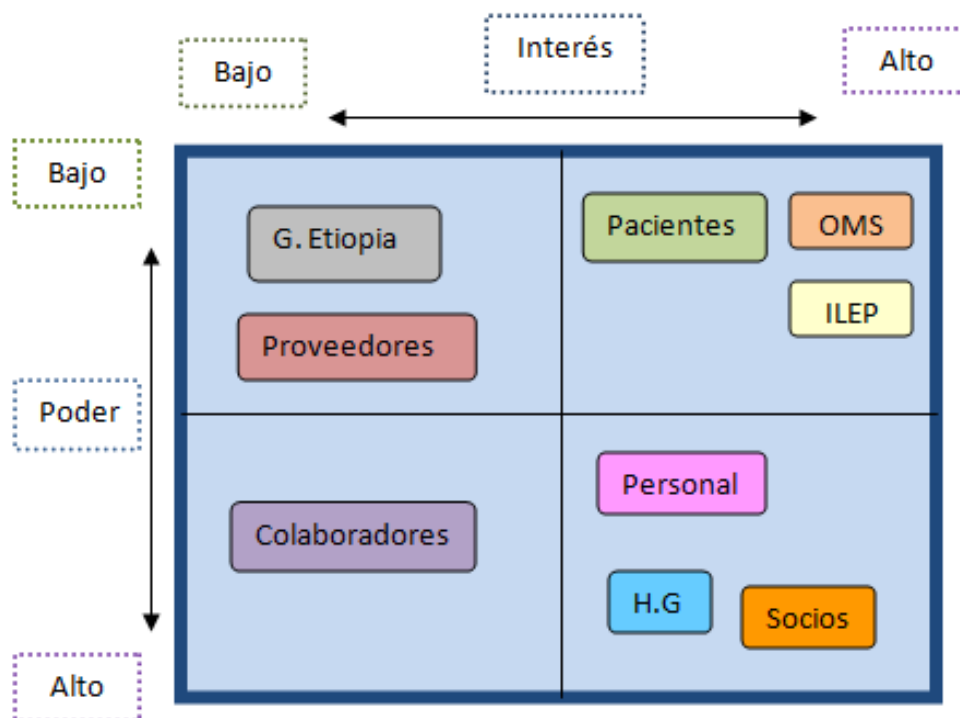 Interés
Bajo
Alto
Bajo
G. Etiopia
Pacientes
OMS
ILEP
Proveedores
Poder
Personal
Colaboradores
H.G
Socios
Alto